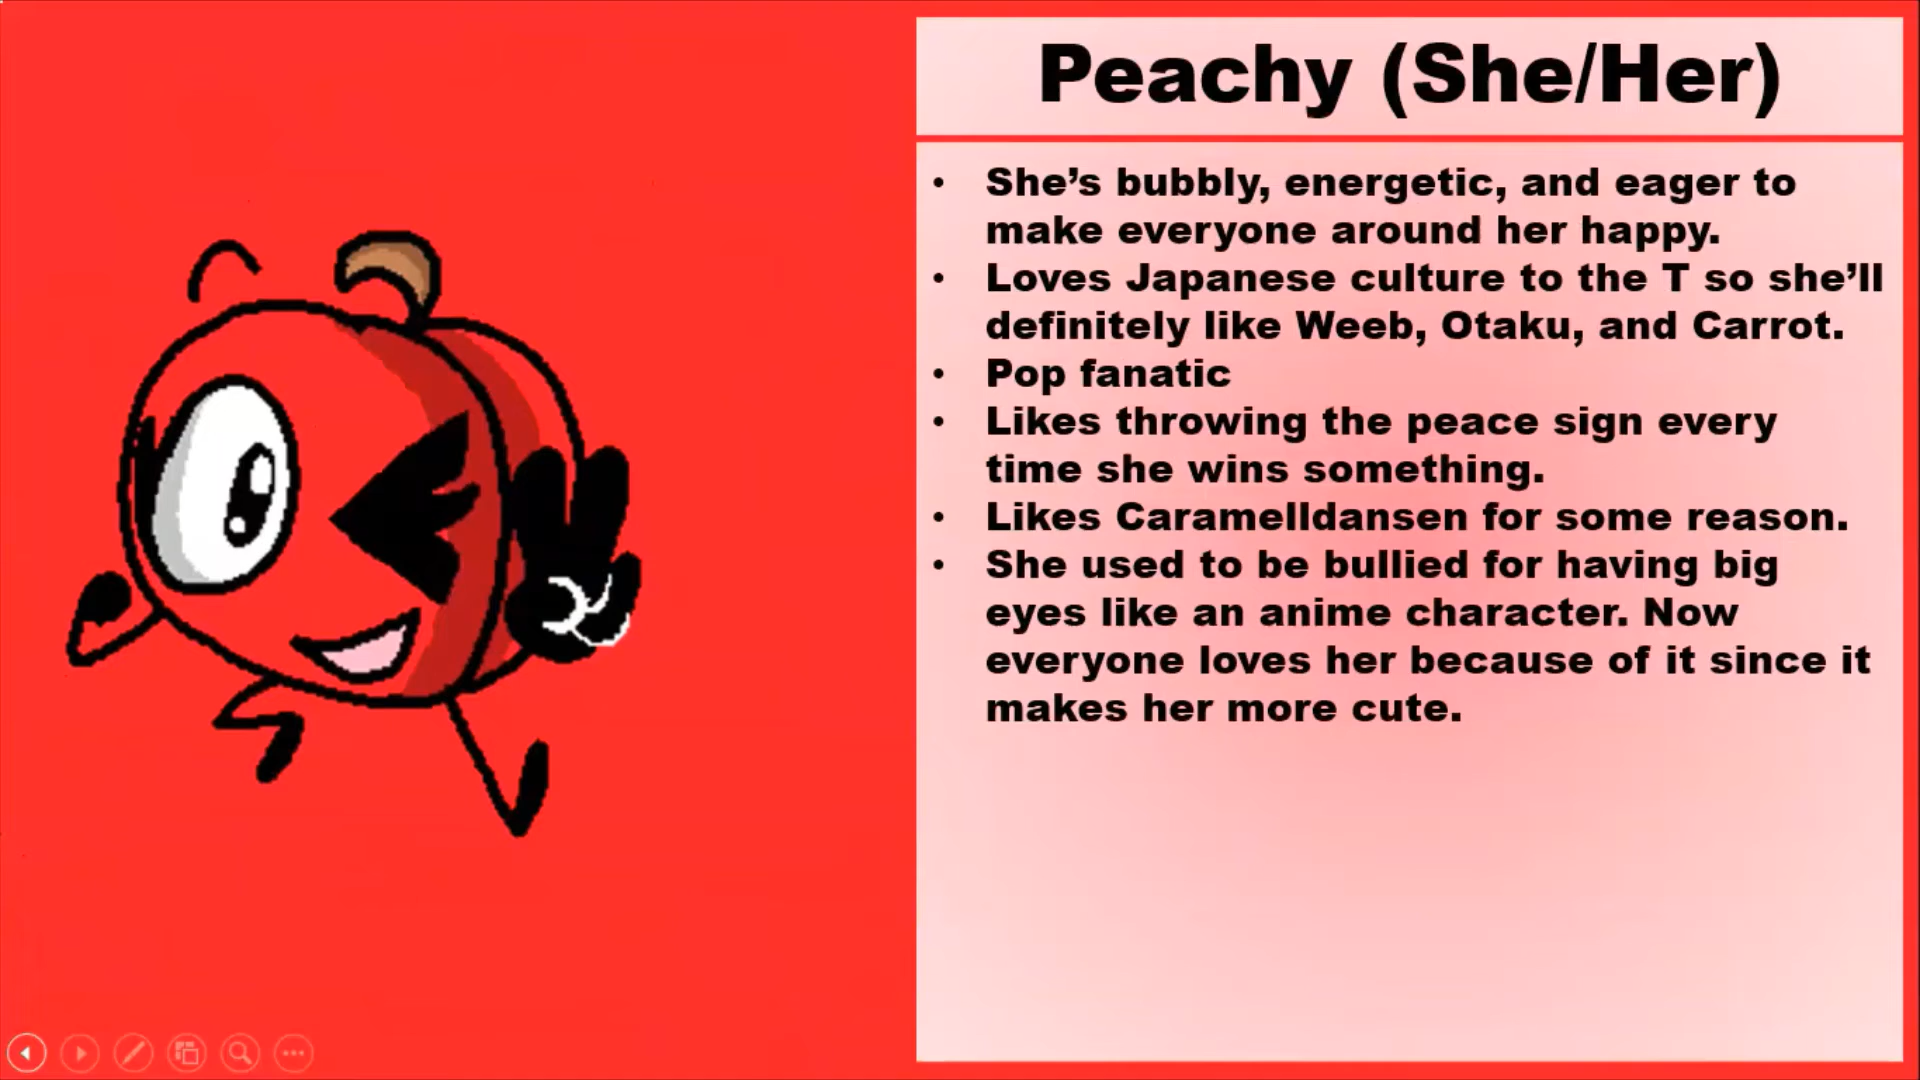 Peachy (She/Her)
• She’s bubbly, energetic, and eager to
make everyone around her happy.
• Loves Japanese culture to the T so she’ll
definitely like Weeb, Otaku, and Carrot.
• Pop fanatic
• Likes throwing the peace sign every
time she wins something.
• Likes Caramelldansen for some reason.
• She used to be bullied for having big
eyes like an anime character. Now
everyone loves her because of it since it
makes her more cute.